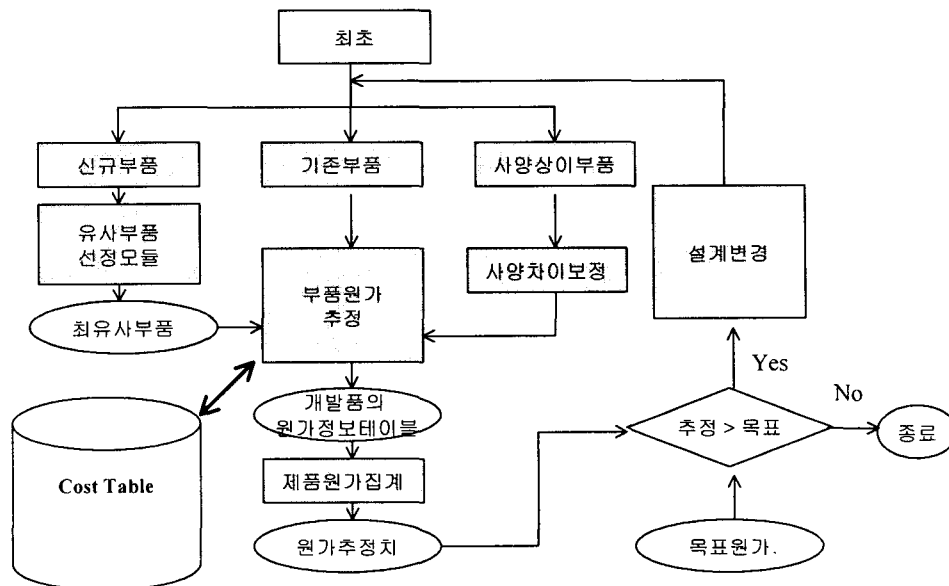 최초
신규부품
기존부품
사양상이부품
유사부품
선정모듈
사양차이보정
설계변경
부품원가
추정
최유사부품
Yes
No
개발품의
원가정보테이블
추정 > 목표
종료
Cost Table
제품원가집계
원가추정치
목표원가.